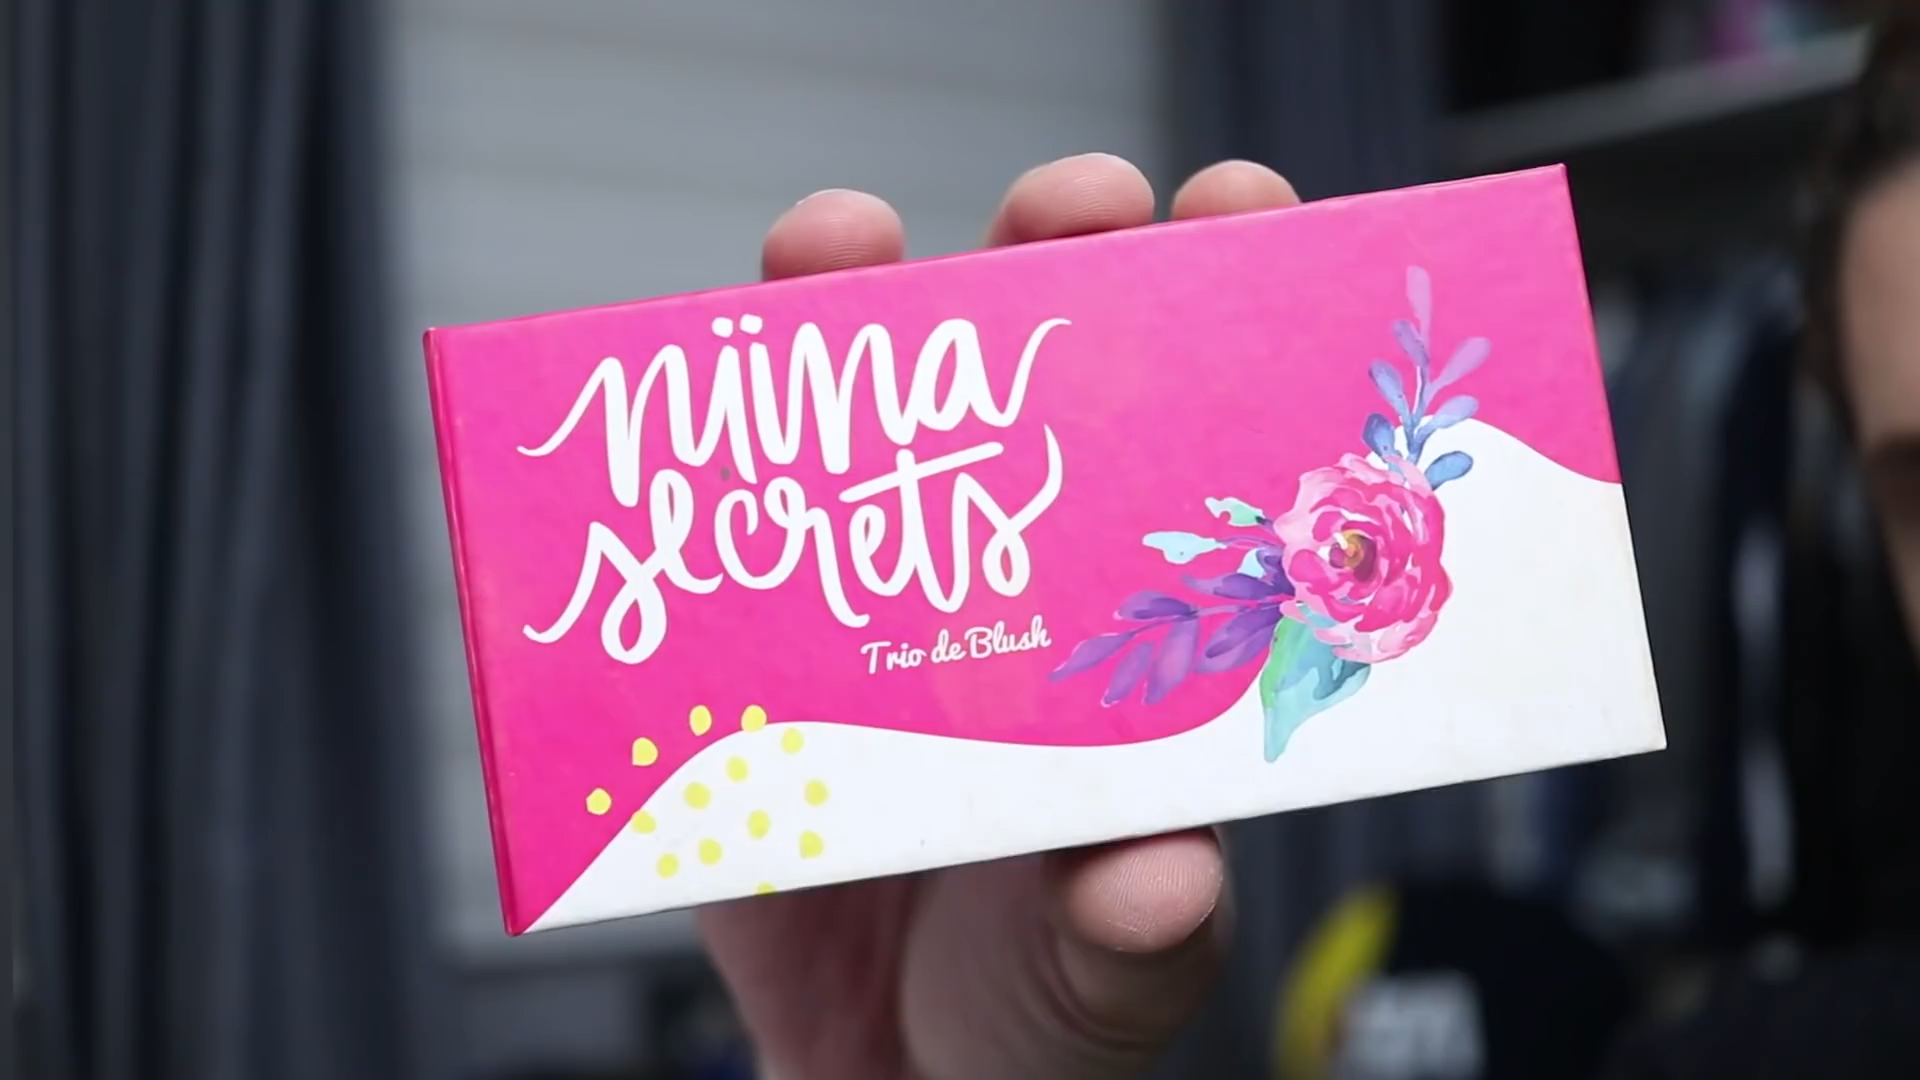 niina
secrets
Trio de Blush